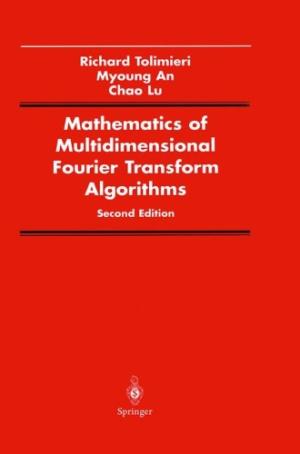 Richard Tolimieri
Myoung An
Chao Lu
Mathematics of
Multidimensional
Fourier Transform
Algorithms
Second Edition
Springer